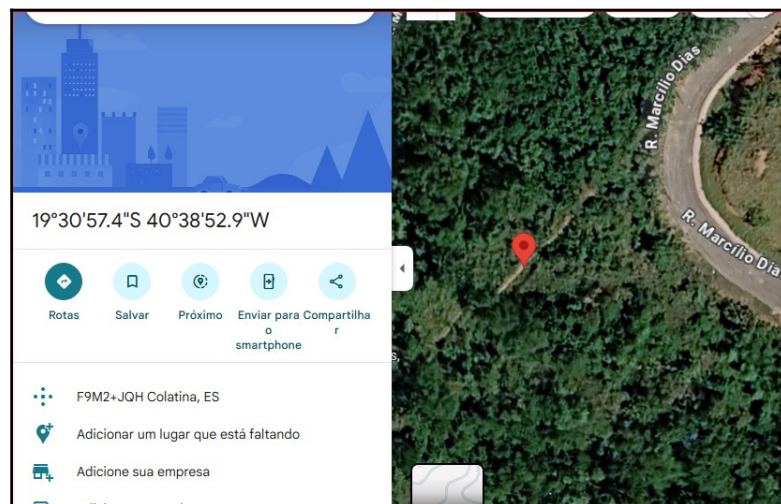 19°30'57.4"S 40°38'52.9"W
Rotas
Salvar
Próximo
Enviar para
o
smartphone
Compartilha
r
F9M2+JQH Colatina, ES
Adicionar um lugar que está faltando
Adicione sua empresa
R. Marcílio Dias
R. Marcílio Dia
s,